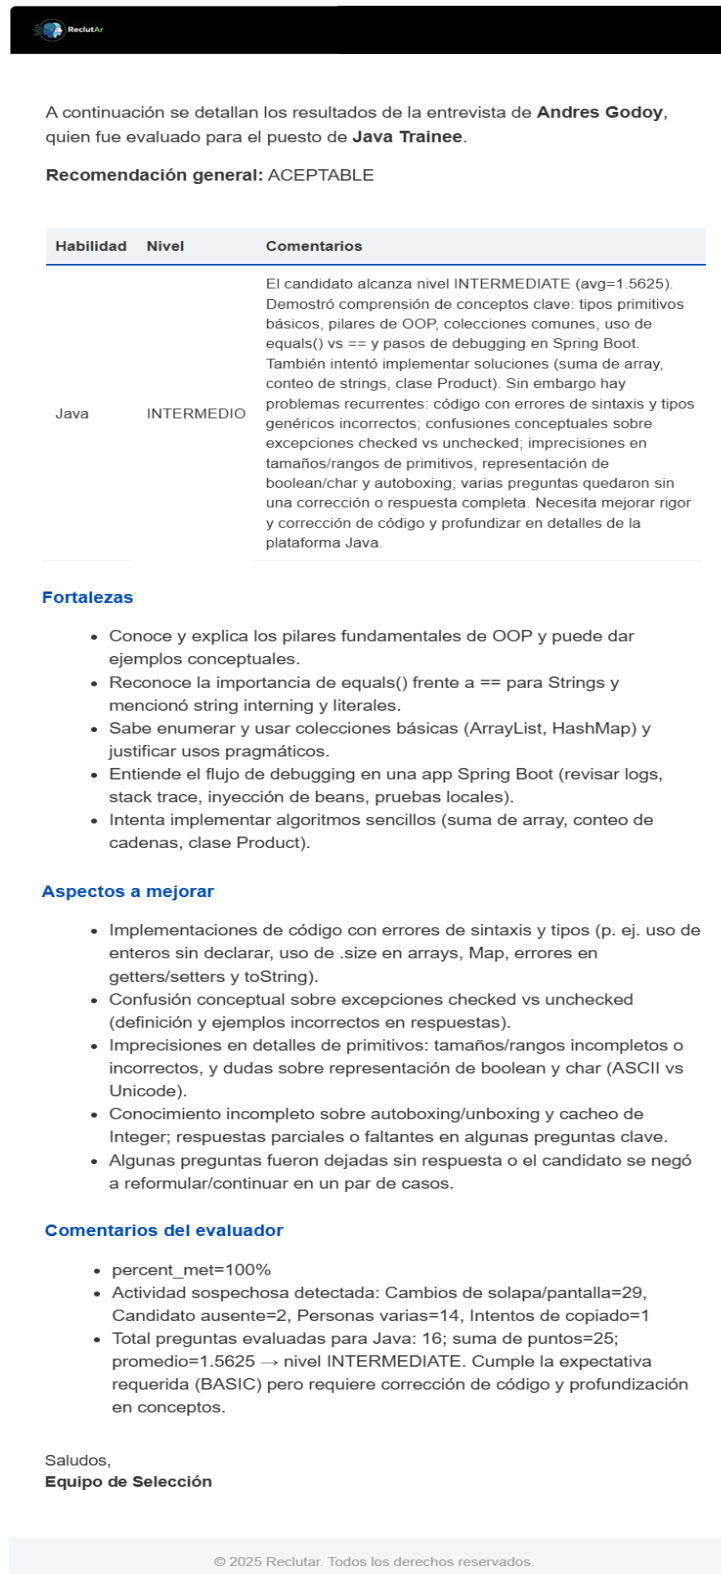 ReclutAr
A continuación se detallan los resultados de la entrevista de Andres Godoy,
quien fue evaluado para el puesto de Java Trainee.
Recomendación general: ACEPTABLE
Habilidad Nivel Comentarios
El candidato alcanza nivel INTERMEDIATE (avg=1.5625).
Demostró comprensión de conceptos clave: tipos primitivos
básicos, pilares de OOP, colecciones comunes, uso de
equals() vs == y pasos de debugging en Spring Boot.
También intentó implementar soluciones (suma de array,
conteo de strings, clase Product). Sin embargo hay
problemas recurrentes: código con errores de sintaxis y tipos
Java INTERMEDIO genéricos incorrectos; confusiones conceptuales sobre
excepciones checked vs unchecked; imprecisiones en
tamaños/rangos de primitivos, representación de
boolean/char y autoboxing; varias preguntas quedaron sin
una corrección o respuesta completa. Necesita mejorar rigor
y corrección de código y profundizar en detalles de la
plataforma Java.
Fortalezas
• Conoce y explica los pilares fundamentales de OOP y puede dar
ejemplos conceptuales.
• Reconoce la importancia de equals() frente a == para Strings y
mencionó string interning y literales.
• Sabe enumerar y usar colecciones básicas (ArrayList, HashMap) y
justificar usos pragmáticos.
• Entiende el flujo de debugging en una app Spring Boot (revisar logs,
stack trace, inyección de beans, pruebas locales).
• Intenta implementar algoritmos sencillos (suma de array, conteo de
cadenas, clase Product).
Aspectos a mejorar
• Implementaciones de código con errores de sintaxis y tipos (p. ej. uso de
enteros sin declarar, uso de .size en arrays, Map, errores en
getters/setters y toString).
• Confusión conceptual sobre excepciones checked vs unchecked
(definición y ejemplos incorrectos en respuestas).
• Imprecisiones en detalles de primitivos: tamaños/rangos incompletos o
incorrectos, y dudas sobre representación de boolean y char (ASCII vs
Unicode).
• Conocimiento incompleto sobre autoboxing/unboxing y cacheo de
Integer; respuestas parciales o faltantes en algunas preguntas clave.
• Algunas preguntas fueron dejadas sin respuesta o el candidato se negó
a reformular/continuar en un par de casos.
Comentarios del evaluador
• percent_met=100%
• Actividad sospechosa detectada: Cambios de solapa/pantalla=29,
Candidato ausente=2, Personas varias=14, Intentos de copiado=1
• Total preguntas evaluadas para Java: 16; suma de puntos=25;
promedio=1.5625 → nivel INTERMEDIATE. Cumple la expectativa
requerida (BASIC) pero requiere corrección de código y profundización
en conceptos.
Saludos,
Equipo de Selección
© 2025 Reclutar. Todos los derechos reservados.